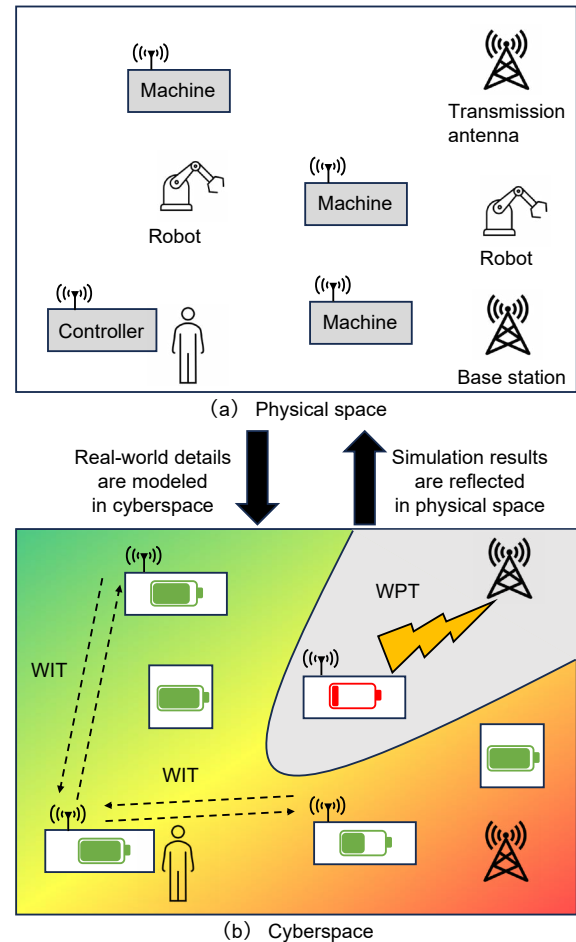 Machine
Transmission
antenna
Robot
Machine
Robot
Controller
Machine
Base station
(a) Physical space
Real-world details
are modeled
in cyberspace
Simulation results
are reflected
in physical space
WPT
WIT
WIT
(b) Cyberspace